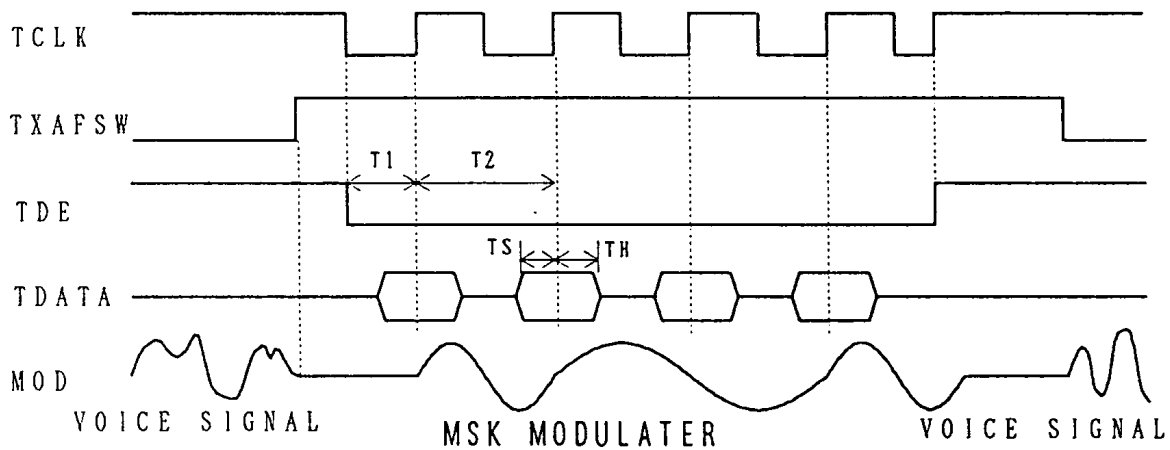 TCLK
TXAFSW
T1 T2
TDE
TS TH
TDATA
MOD
VOICE SIGNAL MSK MODULATER VOICE SIGNAL